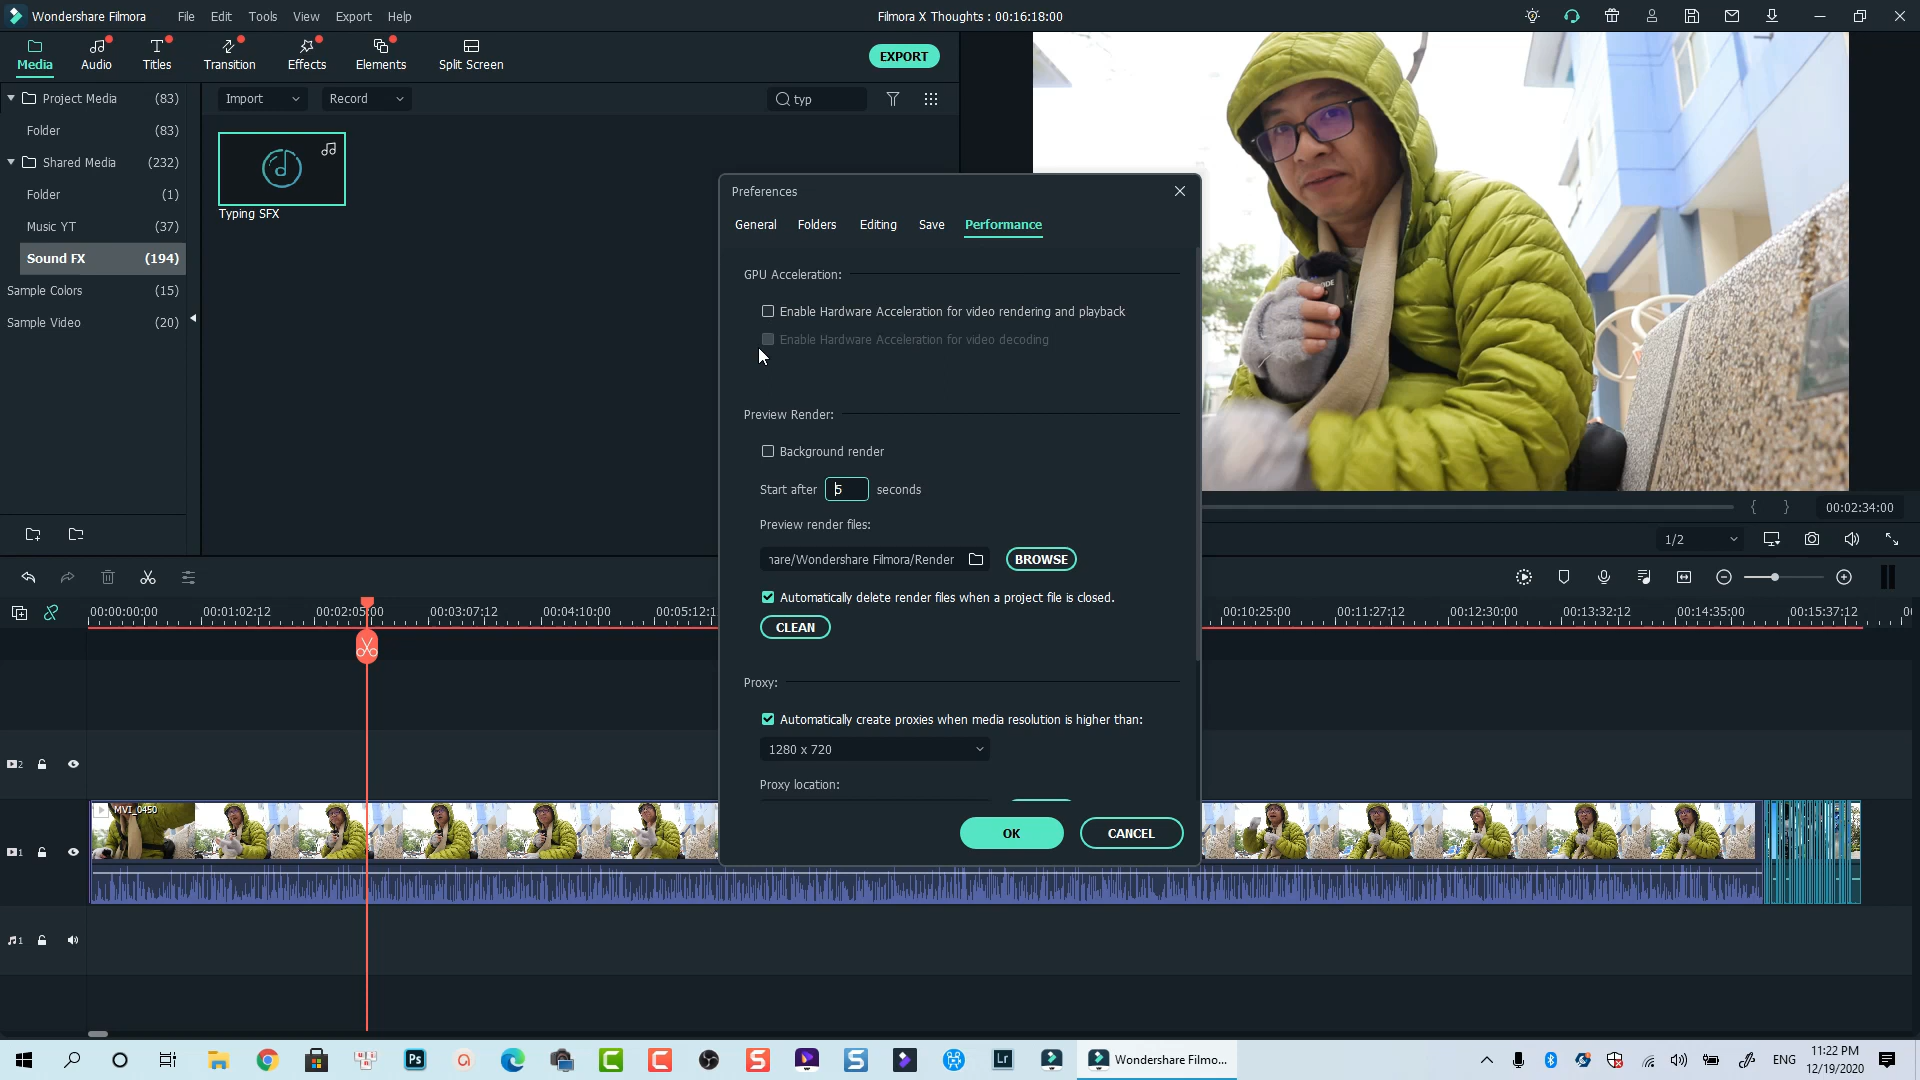 Wondershare Filmora File Edit Tools View Export Help
Filmora X Thoughts : 00:16:18:00
Media Audio Titles Transition Effects Elements Split Screen
EXPORT
Project Media (83)
Folder (83)
Shared Media (232)
Folder (1)
Music YT (37)
Sound FX (194)
Sample Colors (15)
Sample Video (20)
Import Record typ
Typing SFX
Preferences
General Folders Editing Save Performance
GPU Acceleration:
Enable Hardware Acceleration for video rendering and playback
Enable Hardware Acceleration for video decoding
Preview Render:
Background render
Start after 5 seconds
Preview render files:
hare/Wondershare Filmora/Render BROWSE
Automatically delete render files when a project file is closed.
CLEAN
Proxy:
Automatically create proxies when media resolution is higher than:
1280 x 720
Proxy location:
OK CANCEL
{ } 00:02:34:00
1/2
00:00:00:00 00:01:02:12 00:02:05:00 00:03:07:12 00:04:10:00 00:05:12:1 00:10:25:00 00:11:27:12 00:12:30:00 00:13:32:12 00:14:35:00 00:15:37:12 00
2
MVI_0450
1
1
Ps
Lr
Wondershare Filmo...
ENG
11:22 PM
12/19/2020